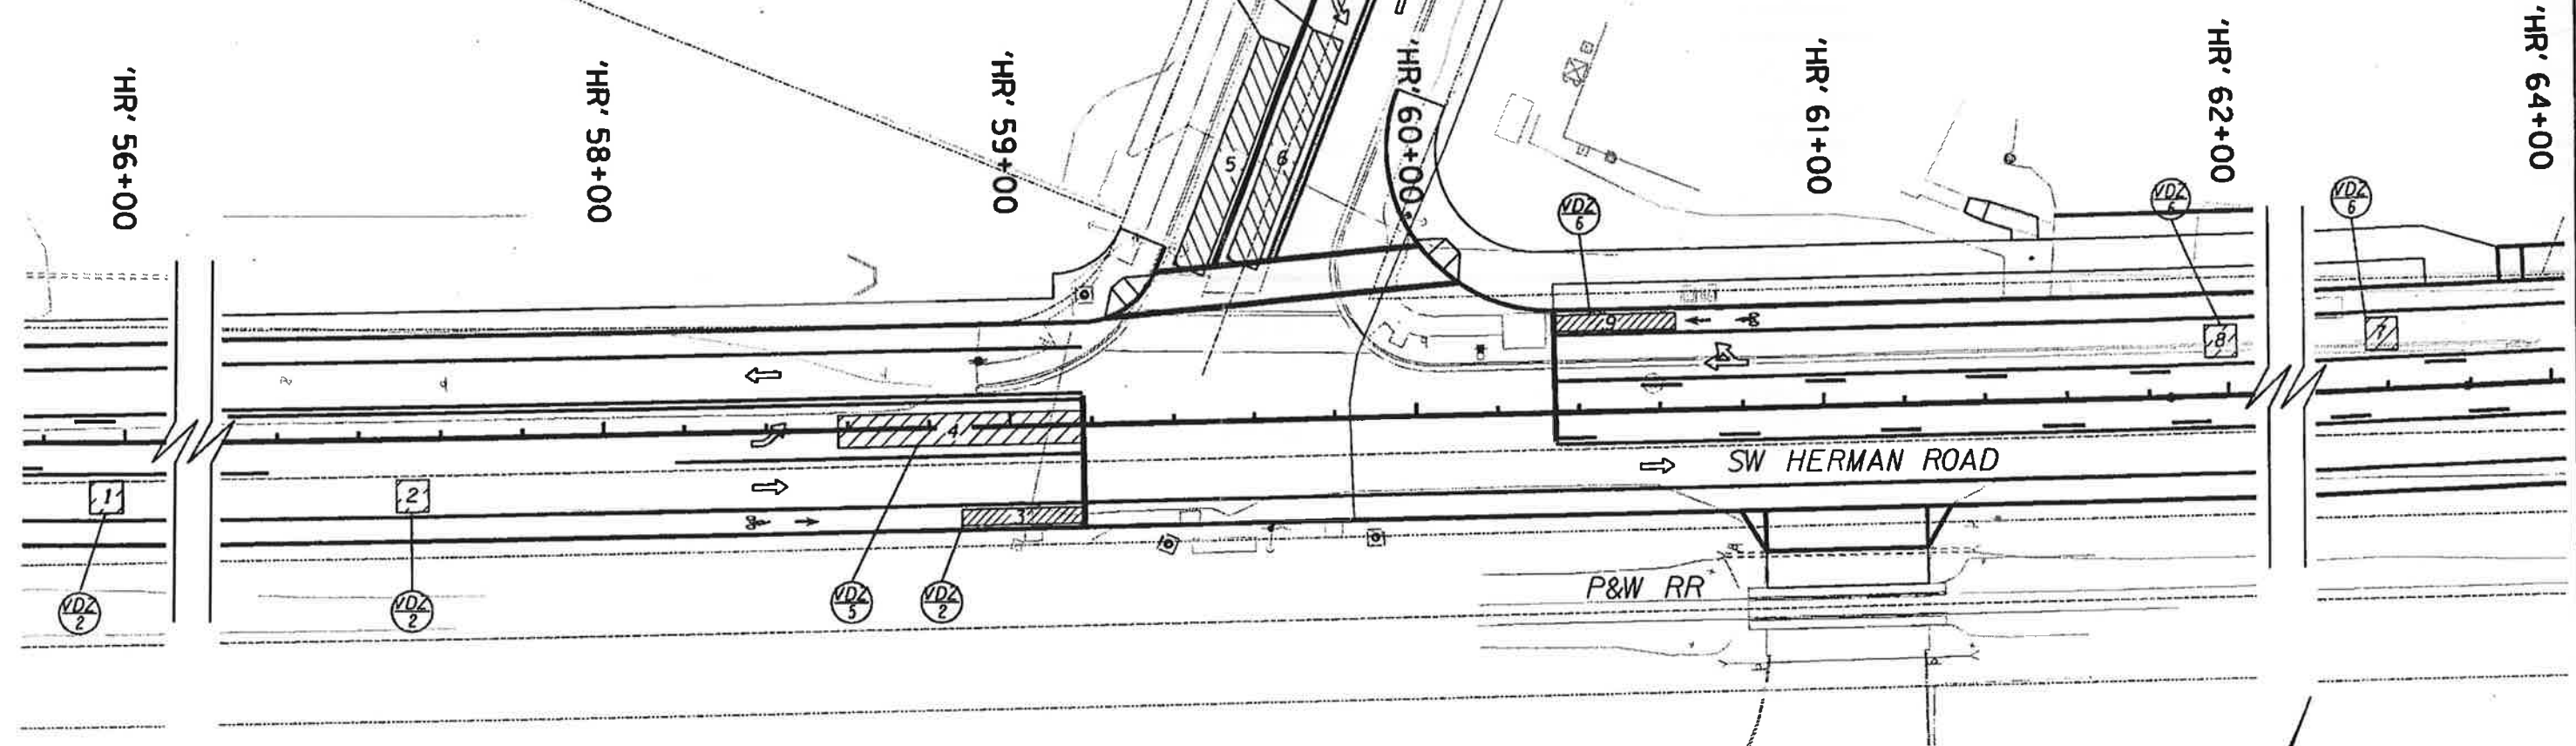 'HR' 56+00
'HR' 58+00
'HR' 59+00
'HR' 60+00
'HR' 61+00
'HR' 62+00
'HR' 64+00
5
6
VDZ
6
VDZ
6
VDZ
6
9
8
7
4
1
2
3
SW HERMAN ROAD
P&W RR
VDZ
2
VDZ
2
VDZ
5
VDZ
2